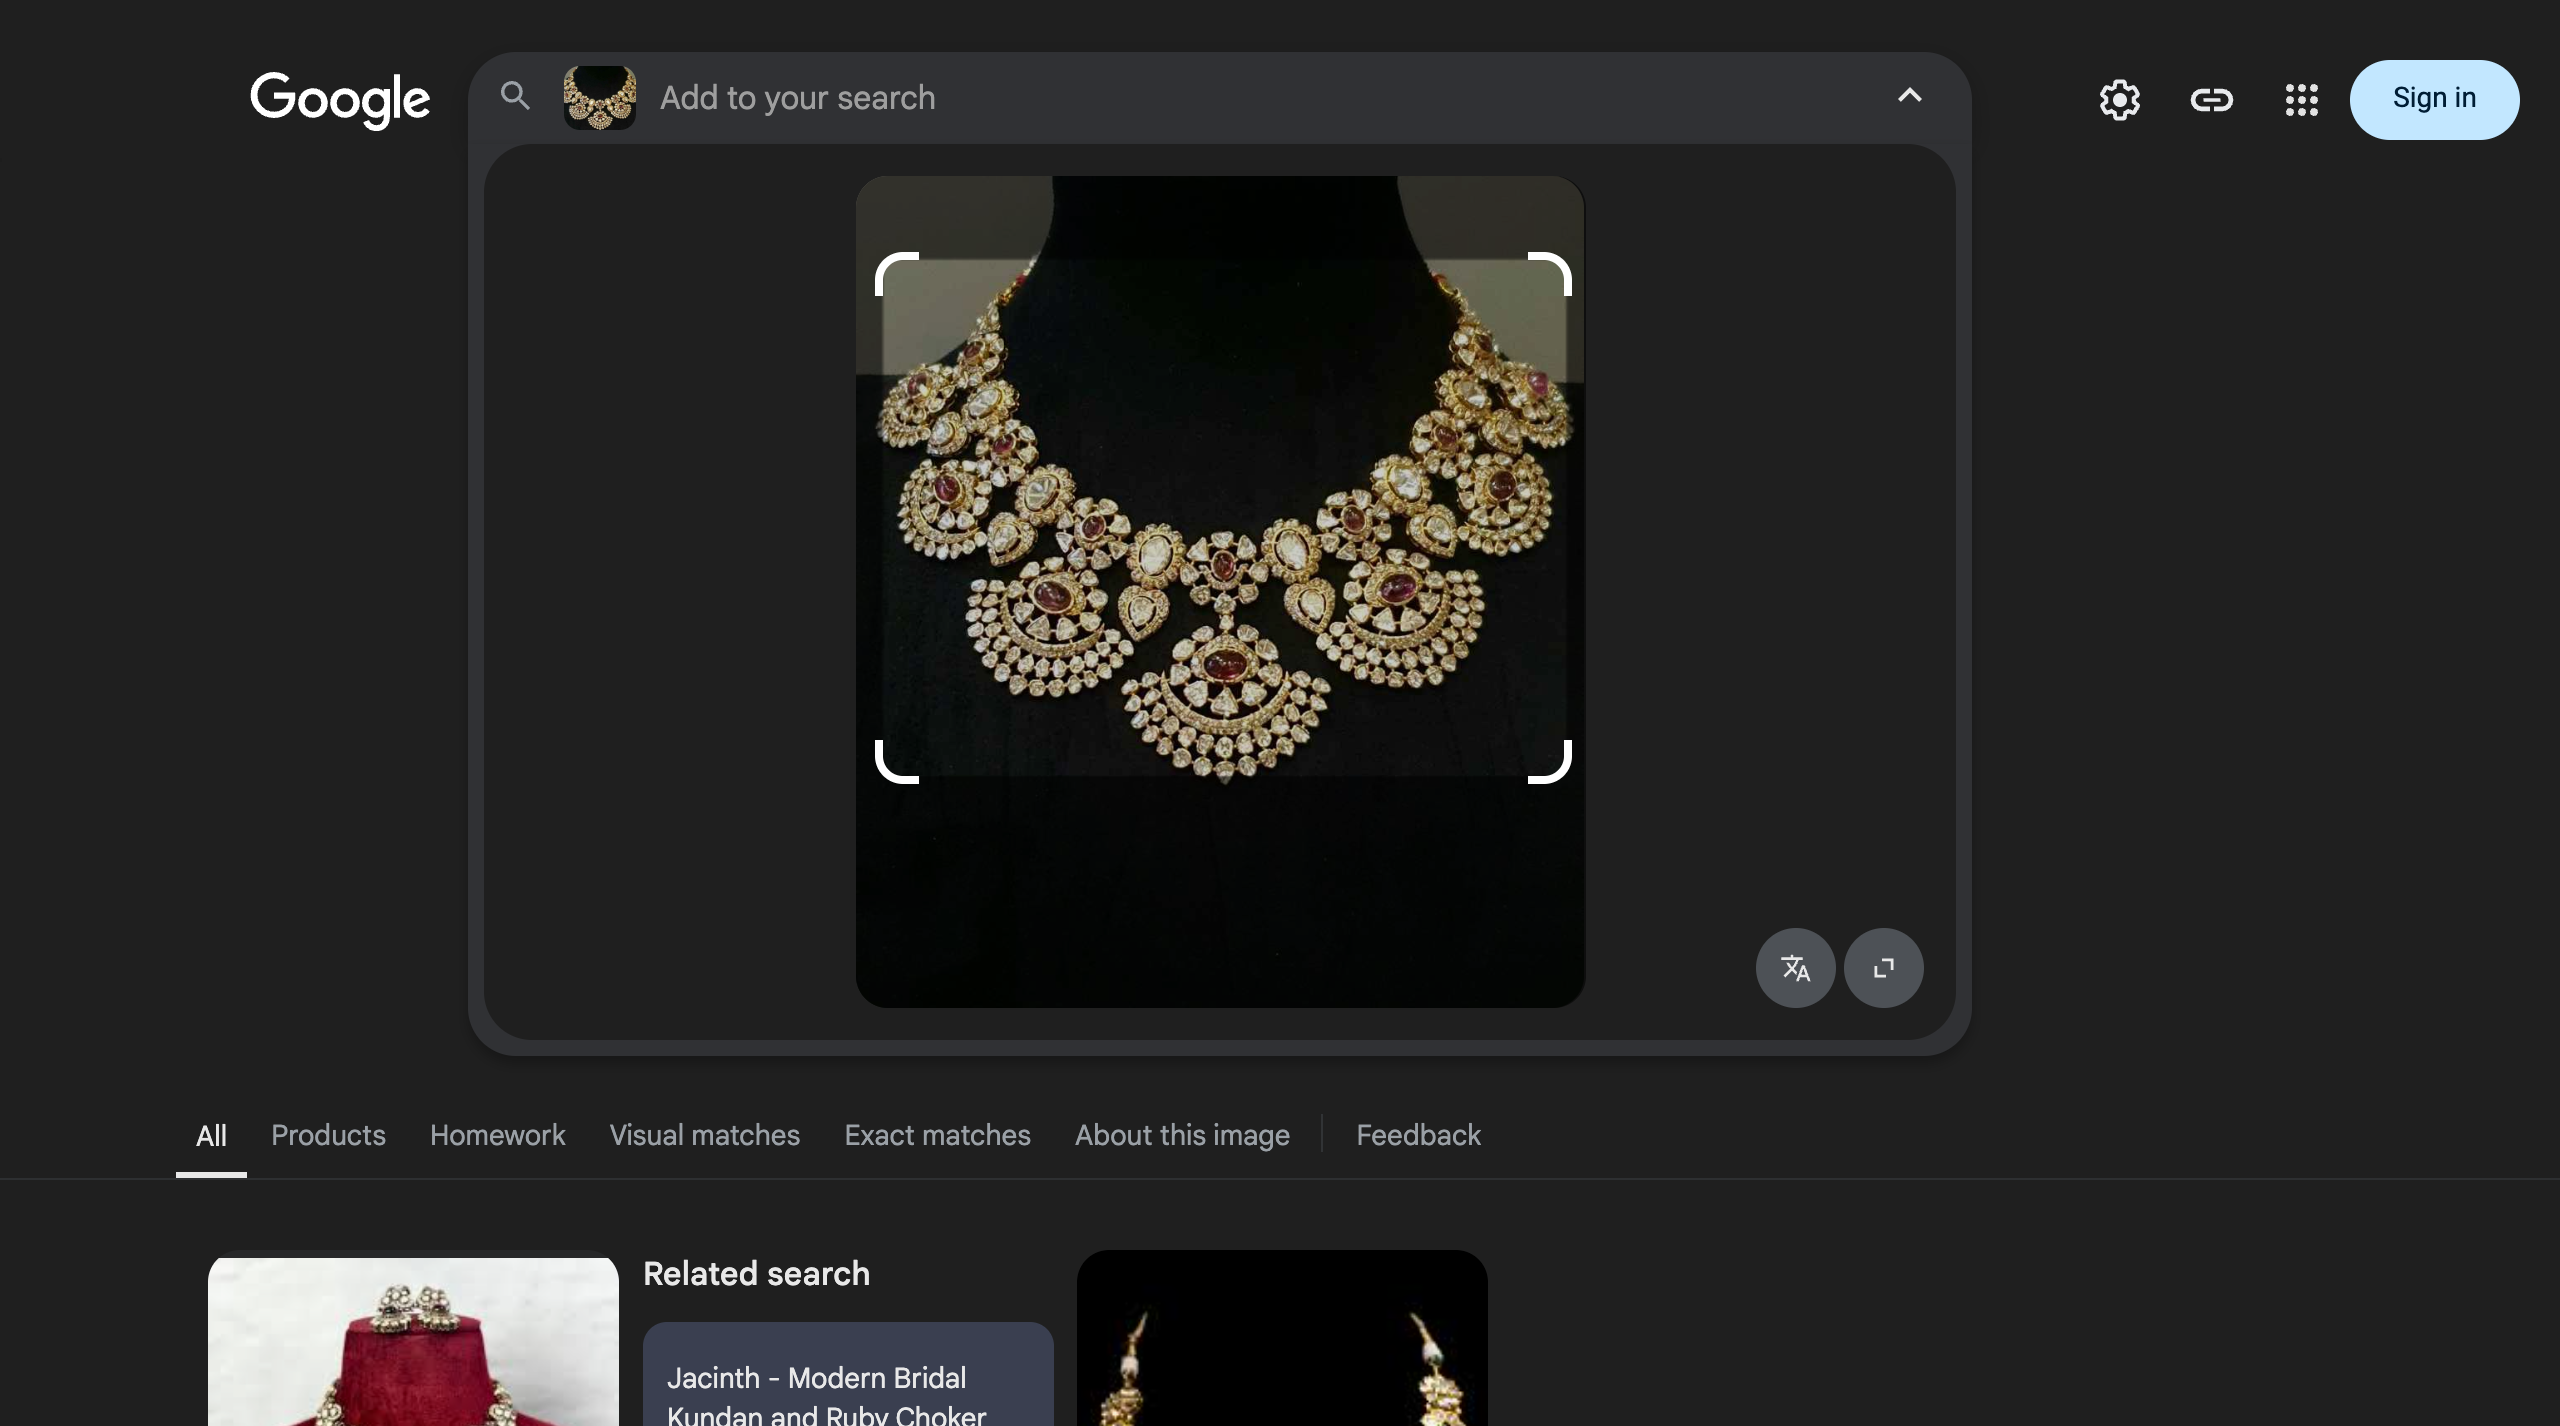 Google
Add to your search
Sign in
All
Products
Homework
Visual matches
Exact matches
About this image
Feedback
Related search
Jacinth - Modern Bridal
Kundan and Ruby Choker